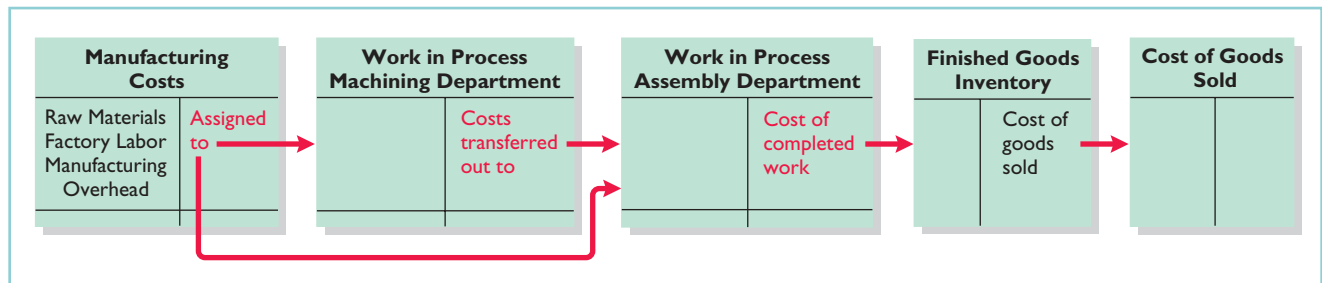 Manufacturing
Costs
Raw Materials
Factory Labor
Manufacturing
Overhead
Assigned
to
Work in Process
Machining Department
Costs
transferred
out to
Work in Process
Assembly Department
Cost of
completed
work
Finished Goods
Inventory
Cost of
goods
sold
Cost of Goods
Sold